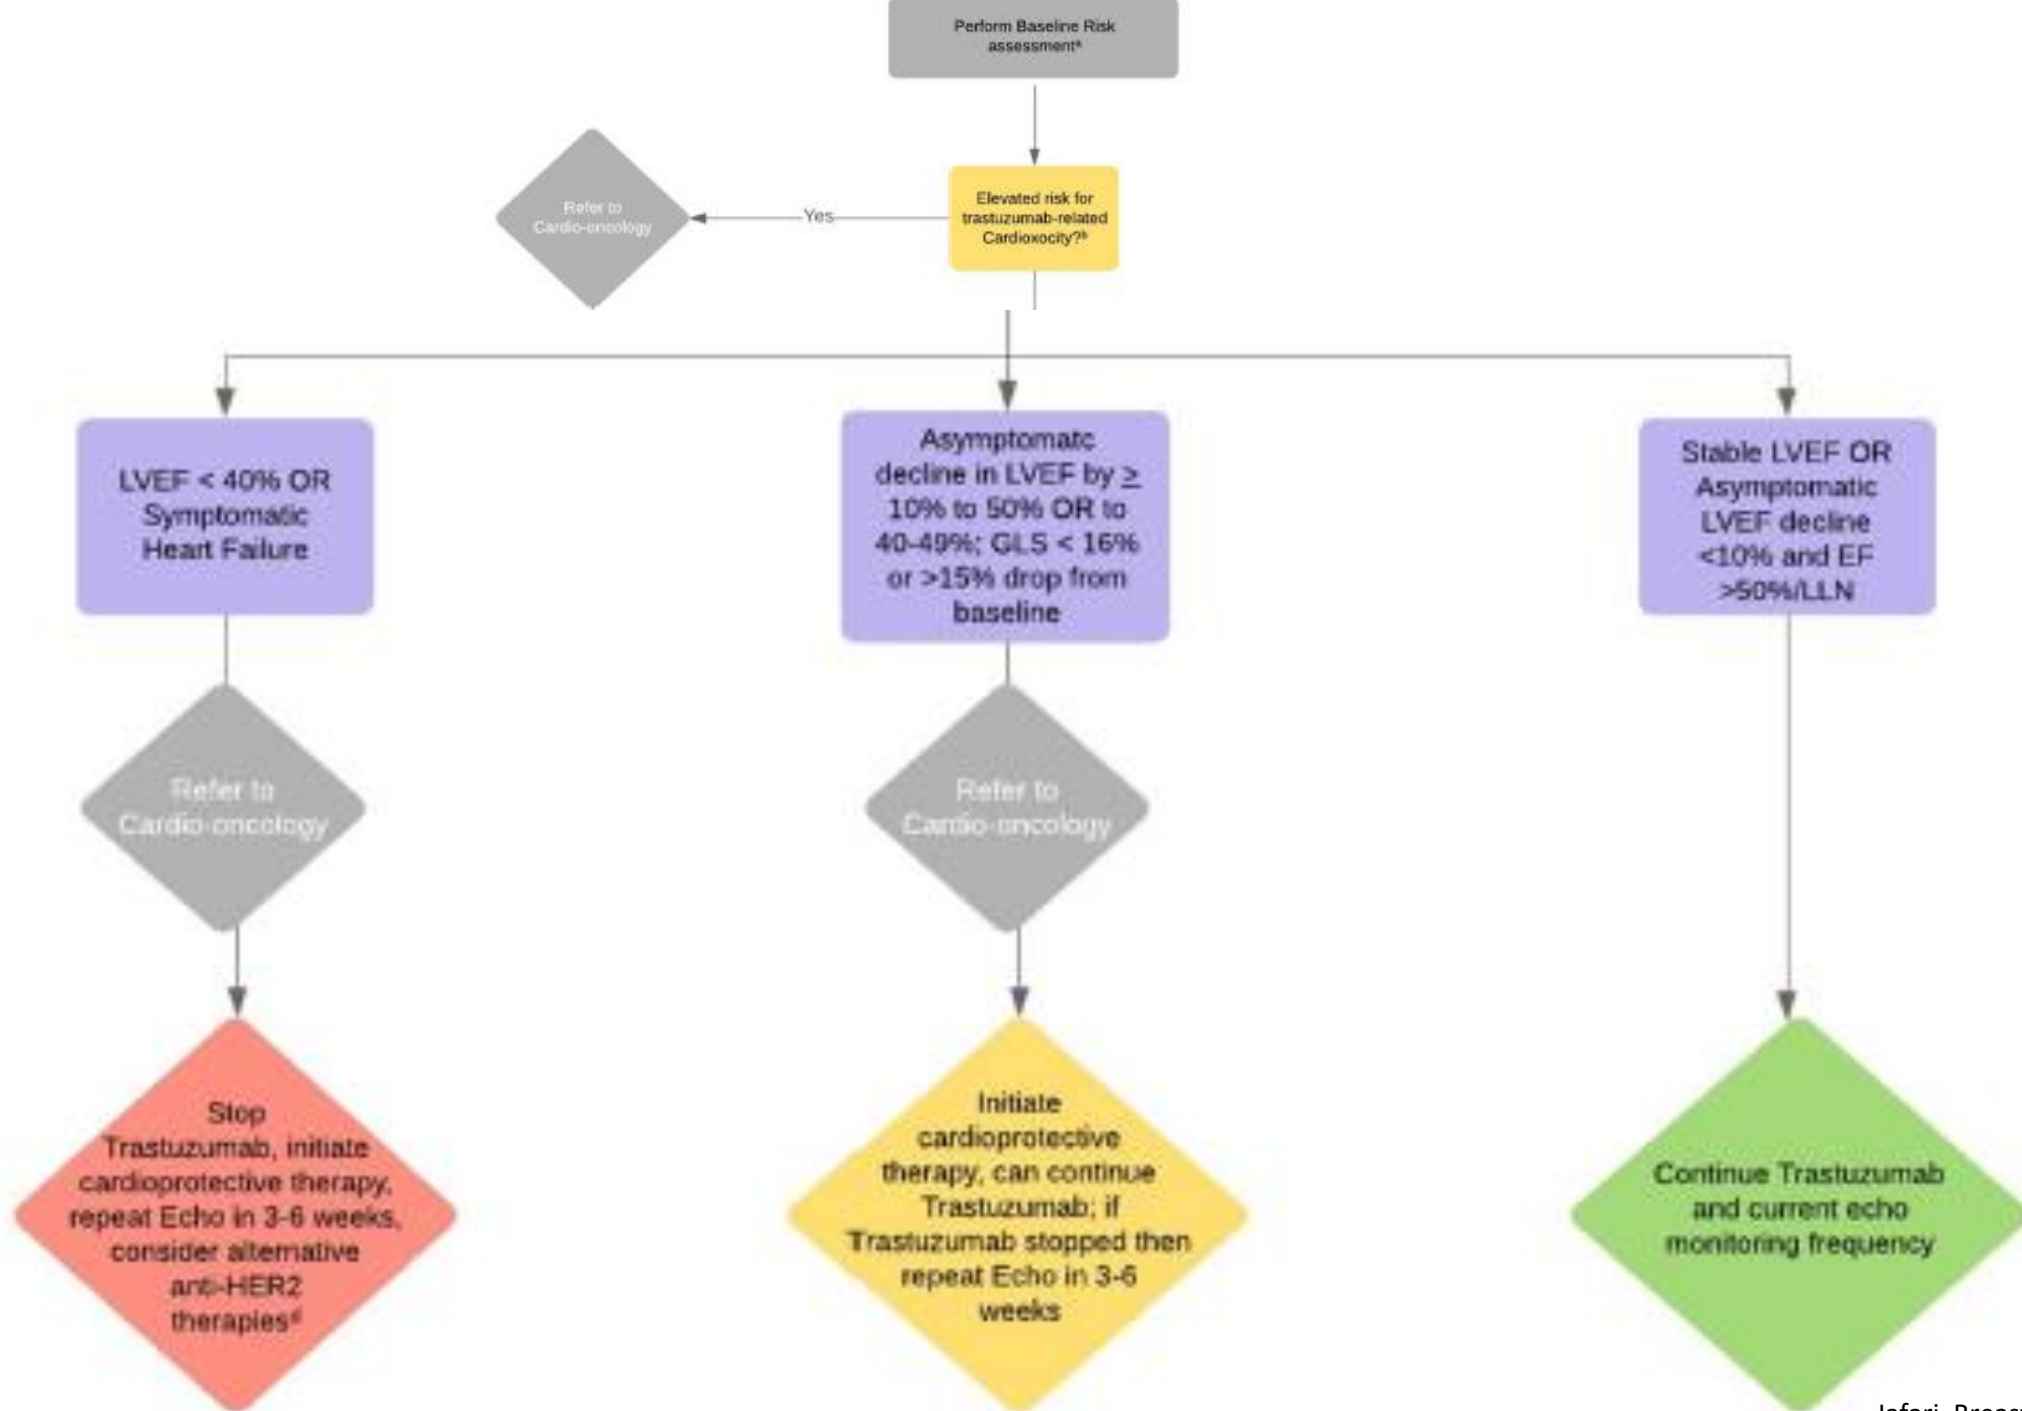 Perform Baseline Risk
assessmentᵃ
Elevated risk for
trastuzumab-related
Cardioxocity?ᵇ
Yes
Refer to
Cardio-oncology
LVEF < 40% OR
Symptomatic
Heart Failure
Asymptomatc
decline in LVEF by ≥
10% to 50% OR to
40-49%; GLS < 16%
or >15% drop from
baseline
Stable LVEF OR
Asymptomatic
LVEF decline
<10% and EF
>50%/LLN
Refer to
Cardio-oncology
Refer to
Cardio-oncology
Stop
Trastuzumab, initiate
cardioprotective therapy,
repeat Echo in 3-6 weeks,
consider alternative
anti-HER2
therapiesᵈ
Initiate
cardioprotective
therapy, can continue
Trastuzumab; if
Trastuzumab stopped then
repeat Echo in 3-6
weeks
Continue Trastuzumab
and current echo
monitoring frequency